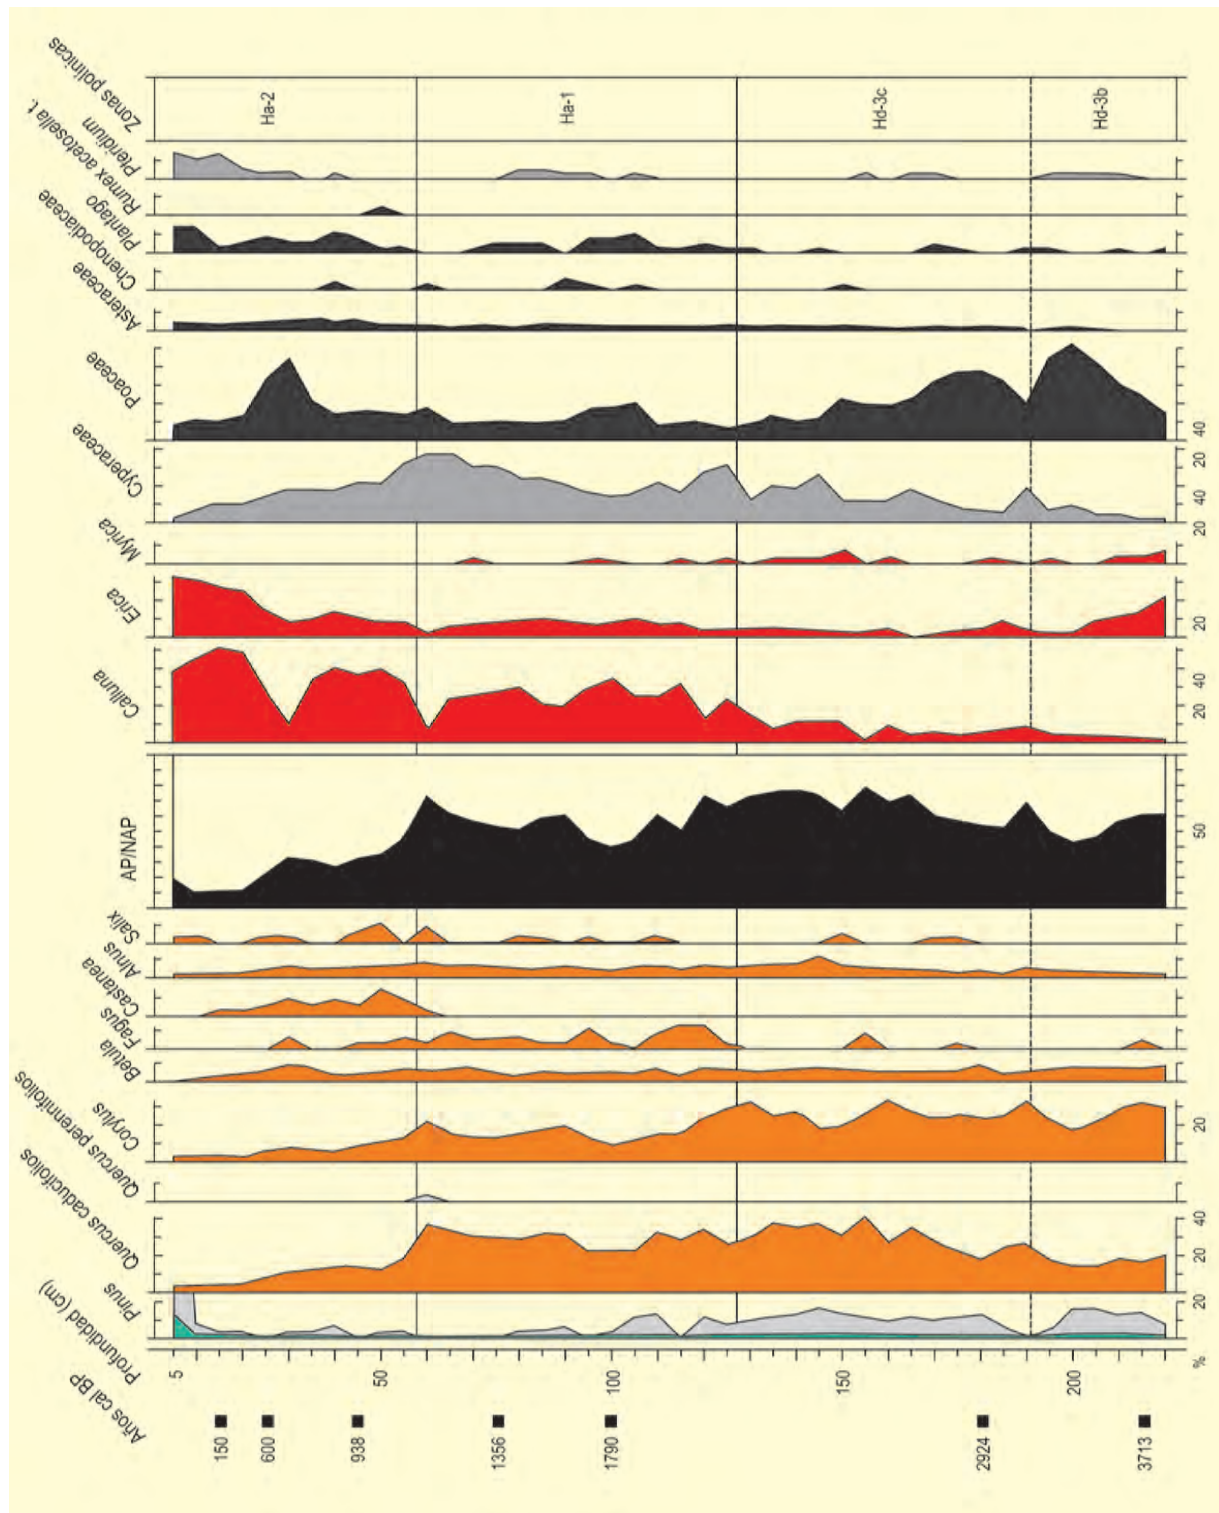 Años cal BP
Profundidad (cm)
Pinus
Quercus caducifolios
Quercus perennifolios
Corylus
Betula
Fagus
Castanea
Alnus
Salix
AP/NAP
Calluna
Erica
Myrica
Cyperaceae
Poaceae
Asteraceae
Chenopodiaceae
Plantago
Rumex acetosella t.
Pteridium
Zonas polínicas
150
600
938
1356
1790
2924
3713
5
50
100
150
200
%
20
20
40
20
50
20
40
20
20
40
20
40
Ha-2
Ha-1
Hd-3c
Hd-3b